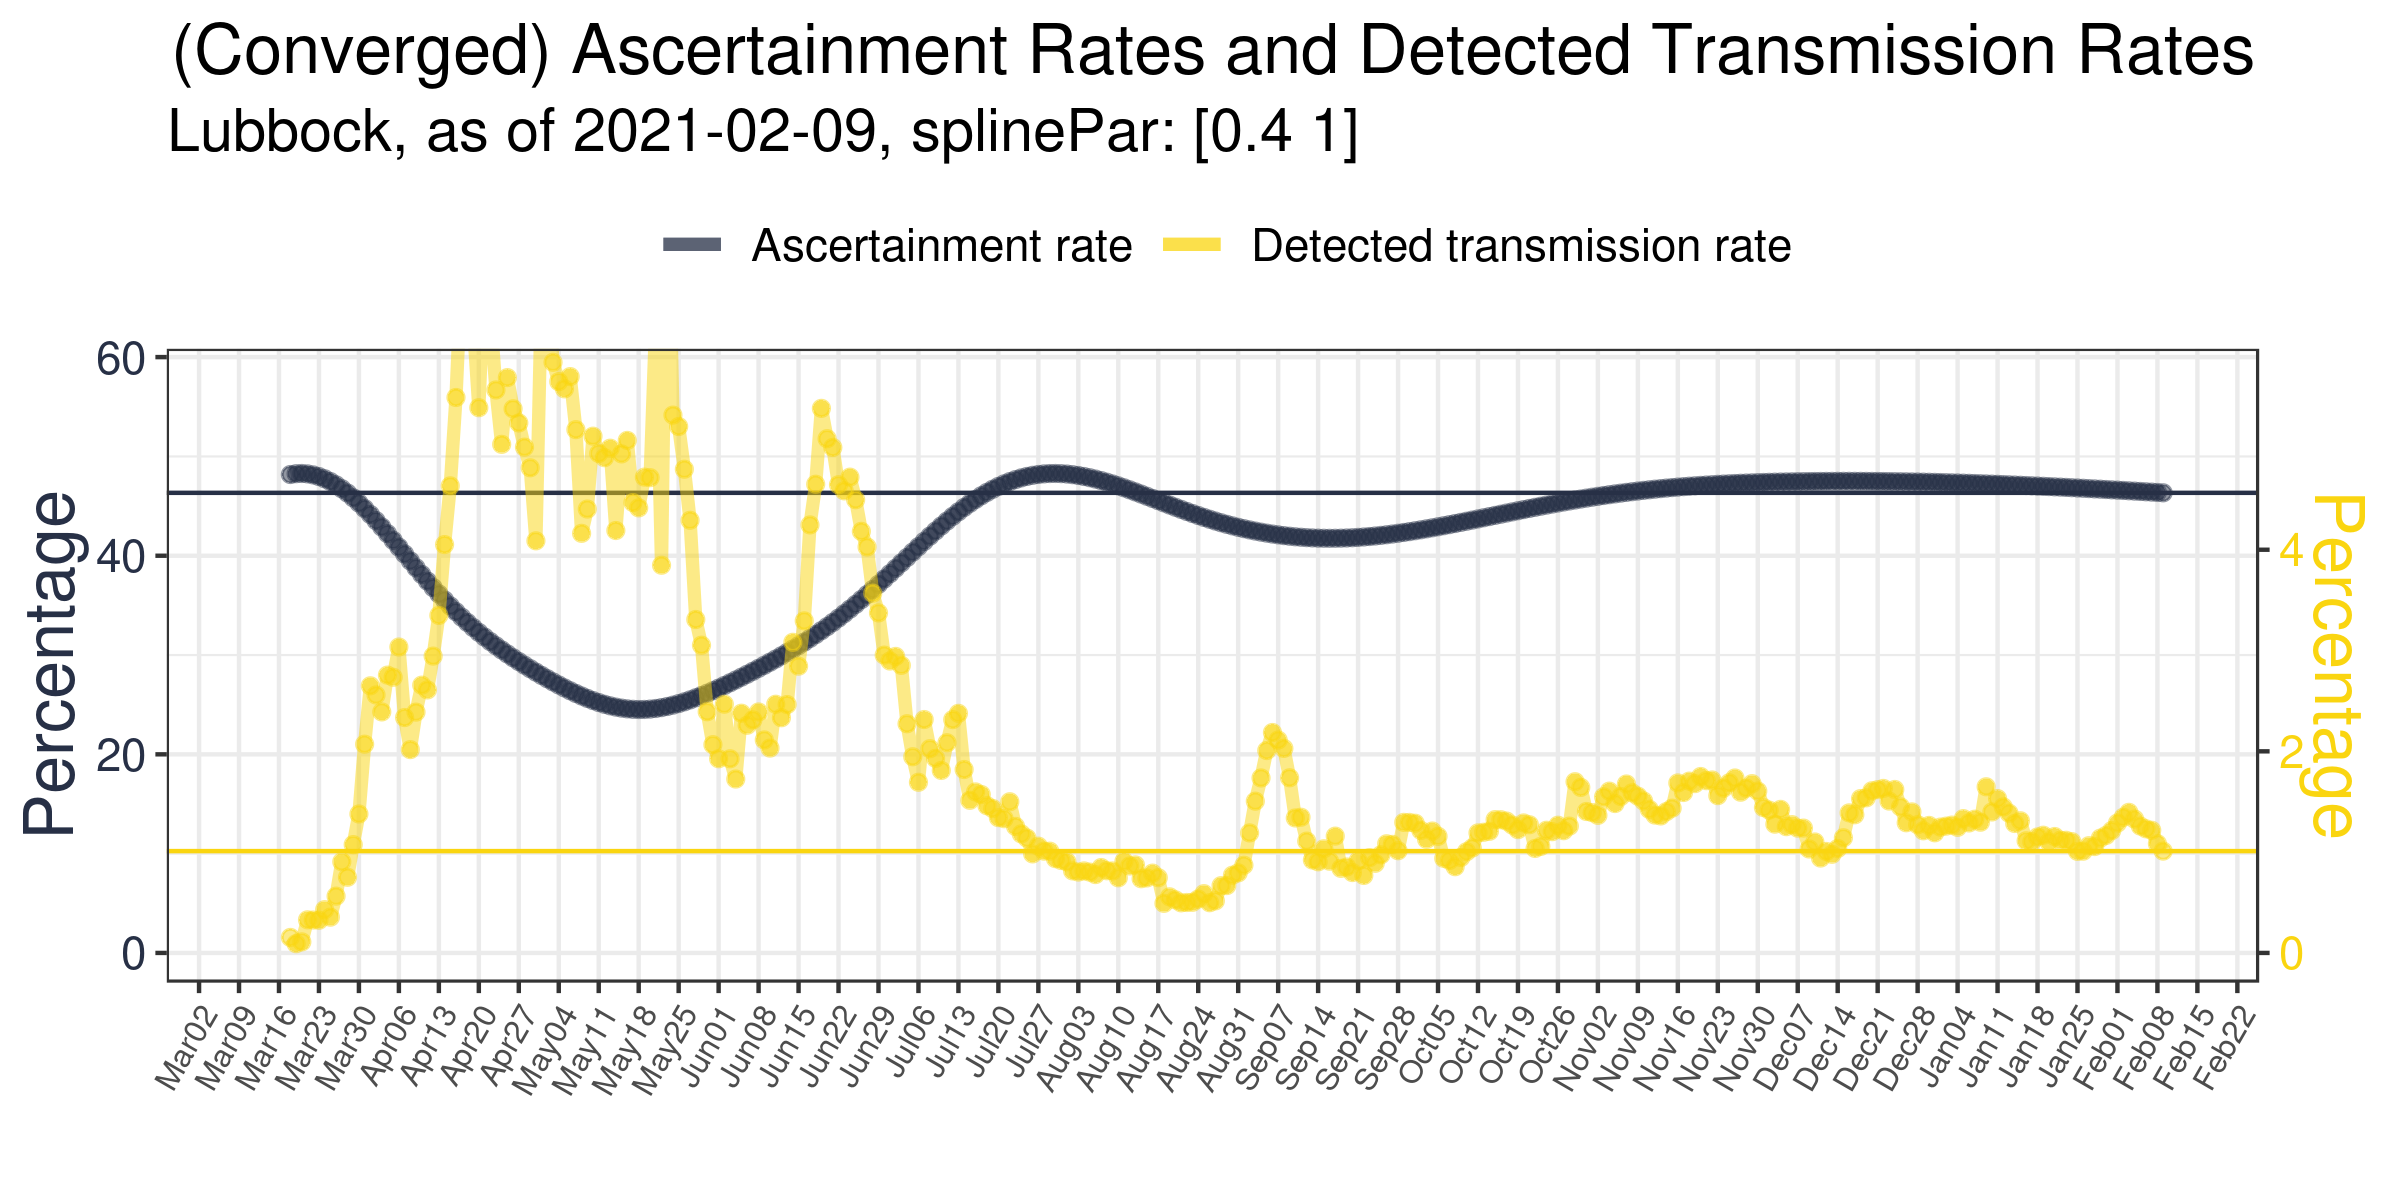 (Converged) Ascertainment Rates and Detected Transmission Rates
Lubbock, as of 2021-02-09, splinePar: [0.4 1]
Ascertainment rate Detected transmission rate
Percentage
60
40
20
0
4
2
0
Percentage
Mar02 Mar09 Mar16 Mar23 Mar30 Apr06 Apr13 Apr20 Apr27 May04 May11 May18 May25 Jun01 Jun08 Jun15 Jun22 Jun29 Jul06 Jul13 Jul20 Jul27 Aug03 Aug10 Aug17 Aug24 Aug31 Sep07 Sep14 Sep21 Sep28 Oct05 Oct12 Oct19 Oct26 Nov02 Nov09 Nov16 Nov23 Nov30 Dec07 Dec14 Dec21 Dec28 Jan04 Jan11 Jan18 Jan25 Feb01 Feb08 Feb15 Feb22